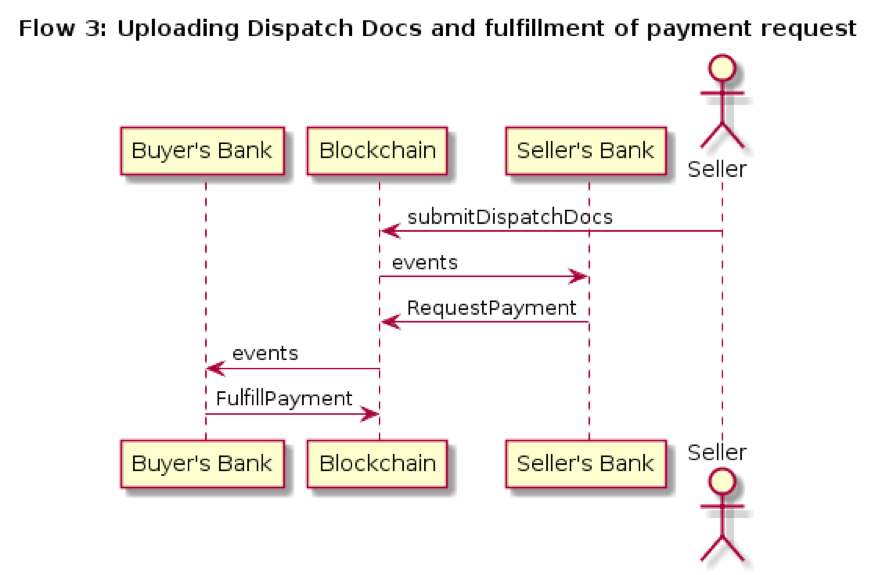 Flow 3: Uploading Dispatch Docs and fulfillment of payment request
Buyer's Bank
Blockchain
Seller's Bank
Seller
submitDispatchDocs
events
RequestPayment
events
FulfillPayment
Buyer's Bank
Blockchain
Seller's Bank
Seller